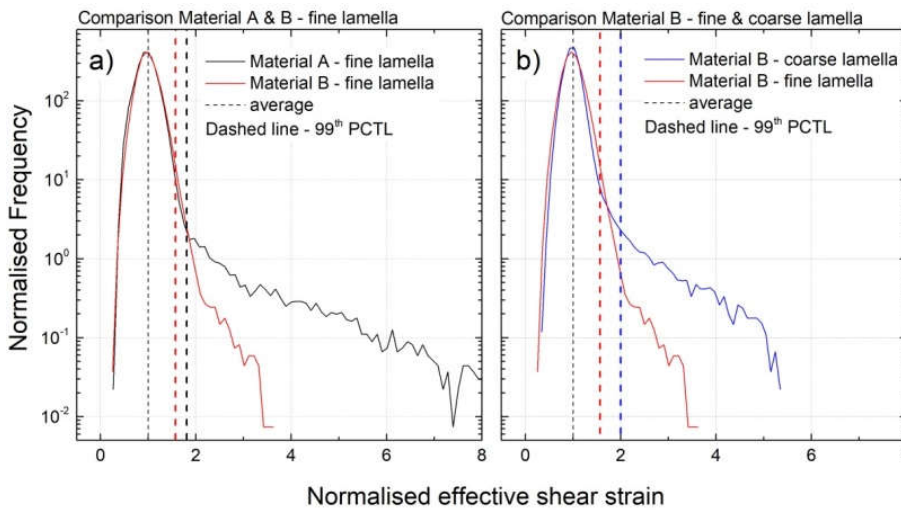 Comparison Material A & B - fine lamella
Comparison Material B - fine & coarse lamella
a)
Material A - fine lamella
Material B - fine lamella
average
Dashed line - 99th PCTL
b)
Material B - coarse lamella
Material B - fine lamella
average
Dashed line - 99th PCTL
Normalised Frequency
10²
10¹
10⁰
10⁻¹
10⁻²
0 2 4 6 8
0 2 4 6 8
Normalised effective shear strain